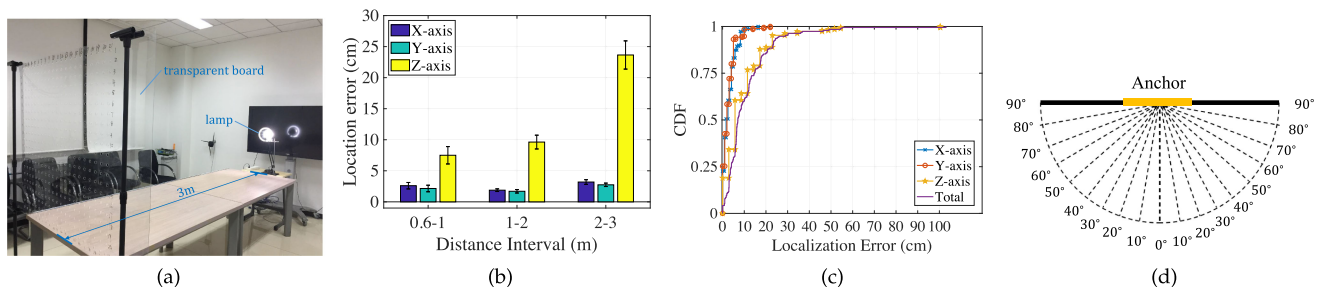 transparent board
lamp
3m
(a)
Location error (cm)
30
25
20
15
10
5
0
X-axis
Y-axis
Z-axis
0.6-1
1-2
2-3
Distance Interval (m)
(b)
CDF
1
0.75
0.5
0.25
0
X-axis
Y-axis
Z-axis
Total
0 10 20 30 40 50 60 70 80 90 100
Localization Error (cm)
(c)
Anchor
90° 90°
80° 80°
70° 70°
60° 60°
50° 50°
40° 40°
30° 30°
20° 20°
10° 0° 10°
(d)